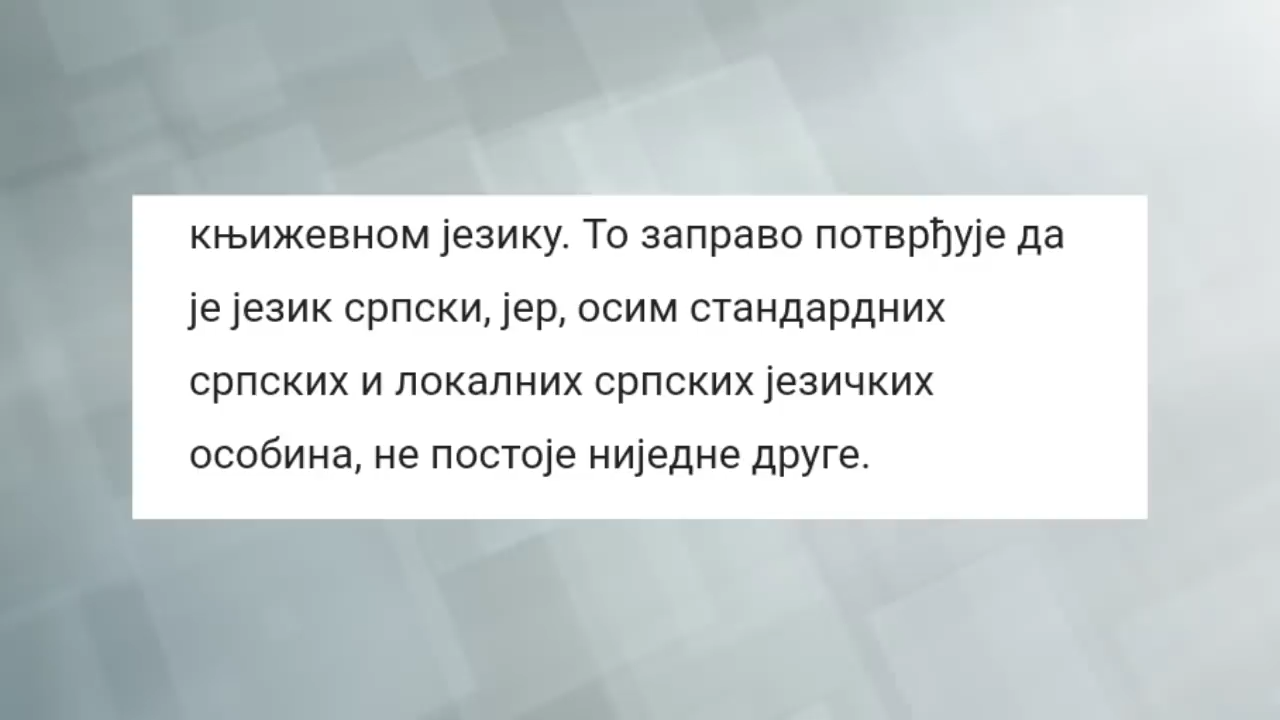 књижевном језику. То заправо потврђује да
је језик српски, јер, осим стандардних
српских и локалних српских језичких
особина, не постоје ниједне друге.